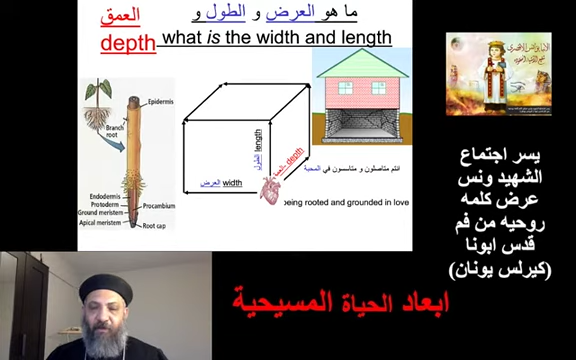 ما هو العرض و الطول و العمق
what is the width and length depth
Epidermis
Branch root
Endodermis
Protoderm
Ground meristem
Apical meristem
Procambium
Root cap
الطول length
depth
العرض width
انتم متاصلون و متاسسون في المحبة
being rooted and grounded in love
يسر اجتماع
الشهيد ونس
عرض كلمه
روحيه من فم
قدس ابونا
(كيرلس يونان)
ابعاد الحياة المسيحية